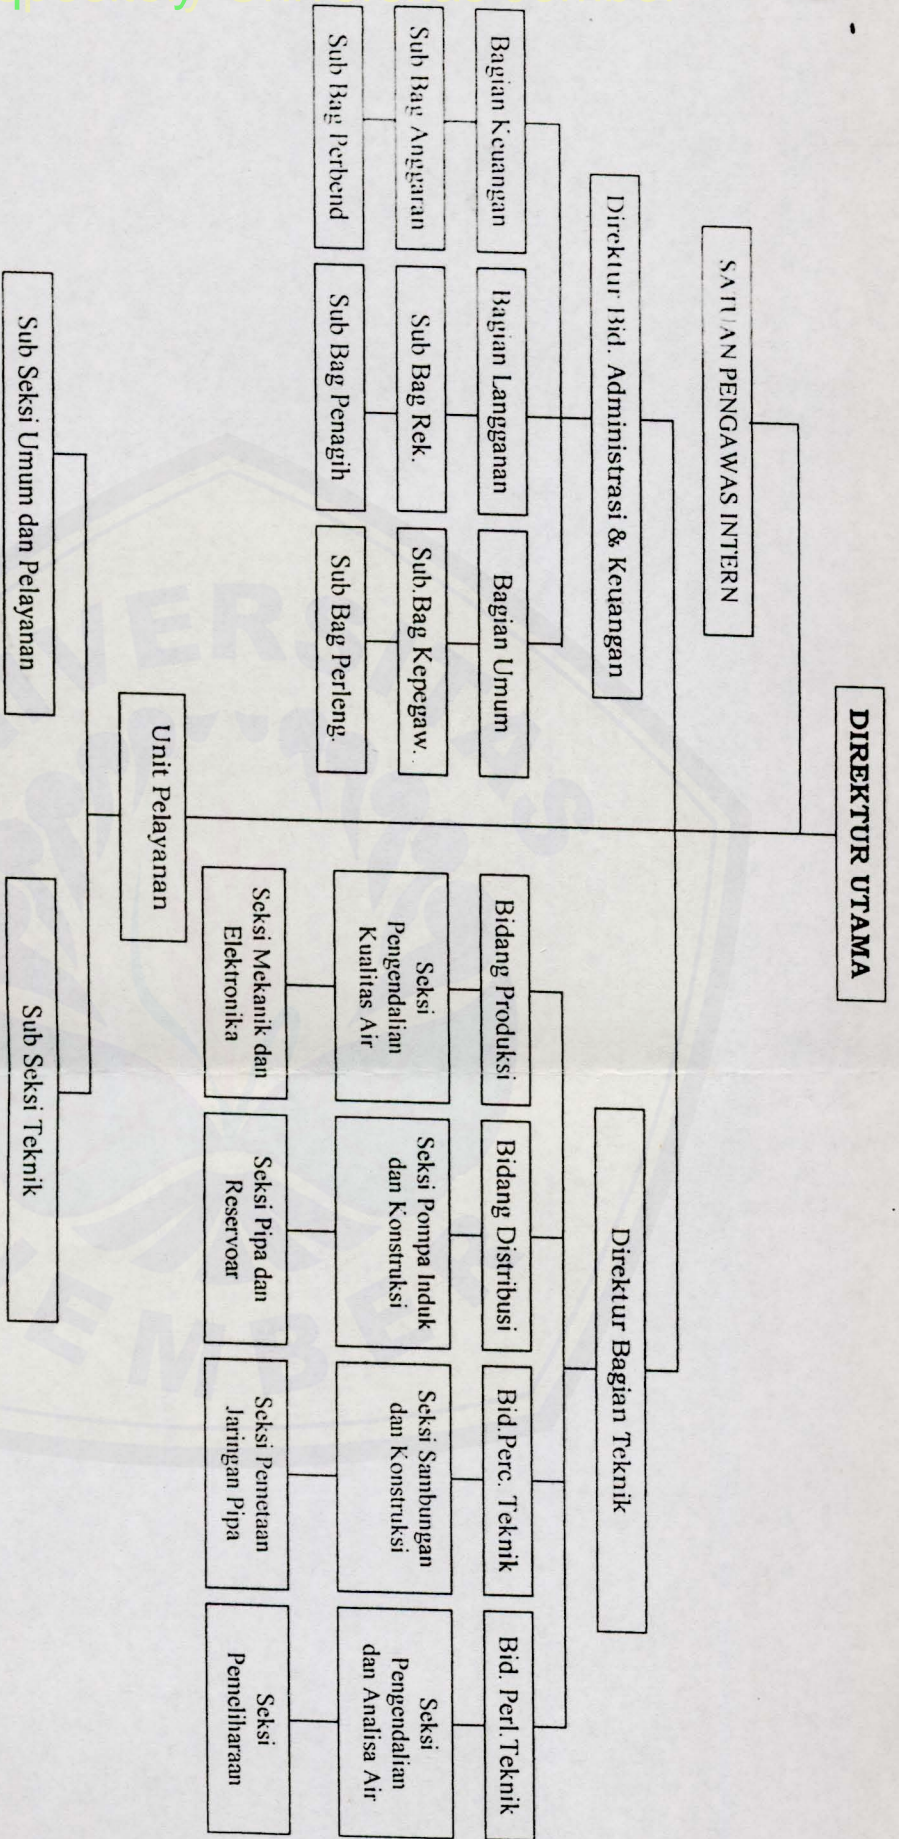 DIREKTUR UTAMA
SATUAN PENGAWAS INTERN
Direktur Bid. Administrasi & Keuangan
Direktur Bagian Teknik
Bagian Keuangan
Bagian Langganan
Bagian Umum
Bidang Produksi
Bidang Distribusi
Bid.Perc. Teknik
Bid. Perl.Teknik
Sub Bag Anggaran
Sub Bag Rek.
Sub.Bag Kepegaw..
Seksi
Pengendalian
Kualitas Air
Seksi Pompa Induk
dan Konstruksi
Seksi Sambungan
dan Konstruksi
Seksi
Pengendalian
dan Analisa Air
Sub Bag Perbend
Sub Bag Penagih
Sub Bag Perleng.
Seksi Mekanik dan
Elektronika
Seksi Pipa dan
Reservoar
Seksi Pemetaan
Jaringan Pipa
Seksi
Pemeliharaan
Unit Pelayanan
Sub Seksi Umum dan Pelayanan
Sub Seksi Teknik